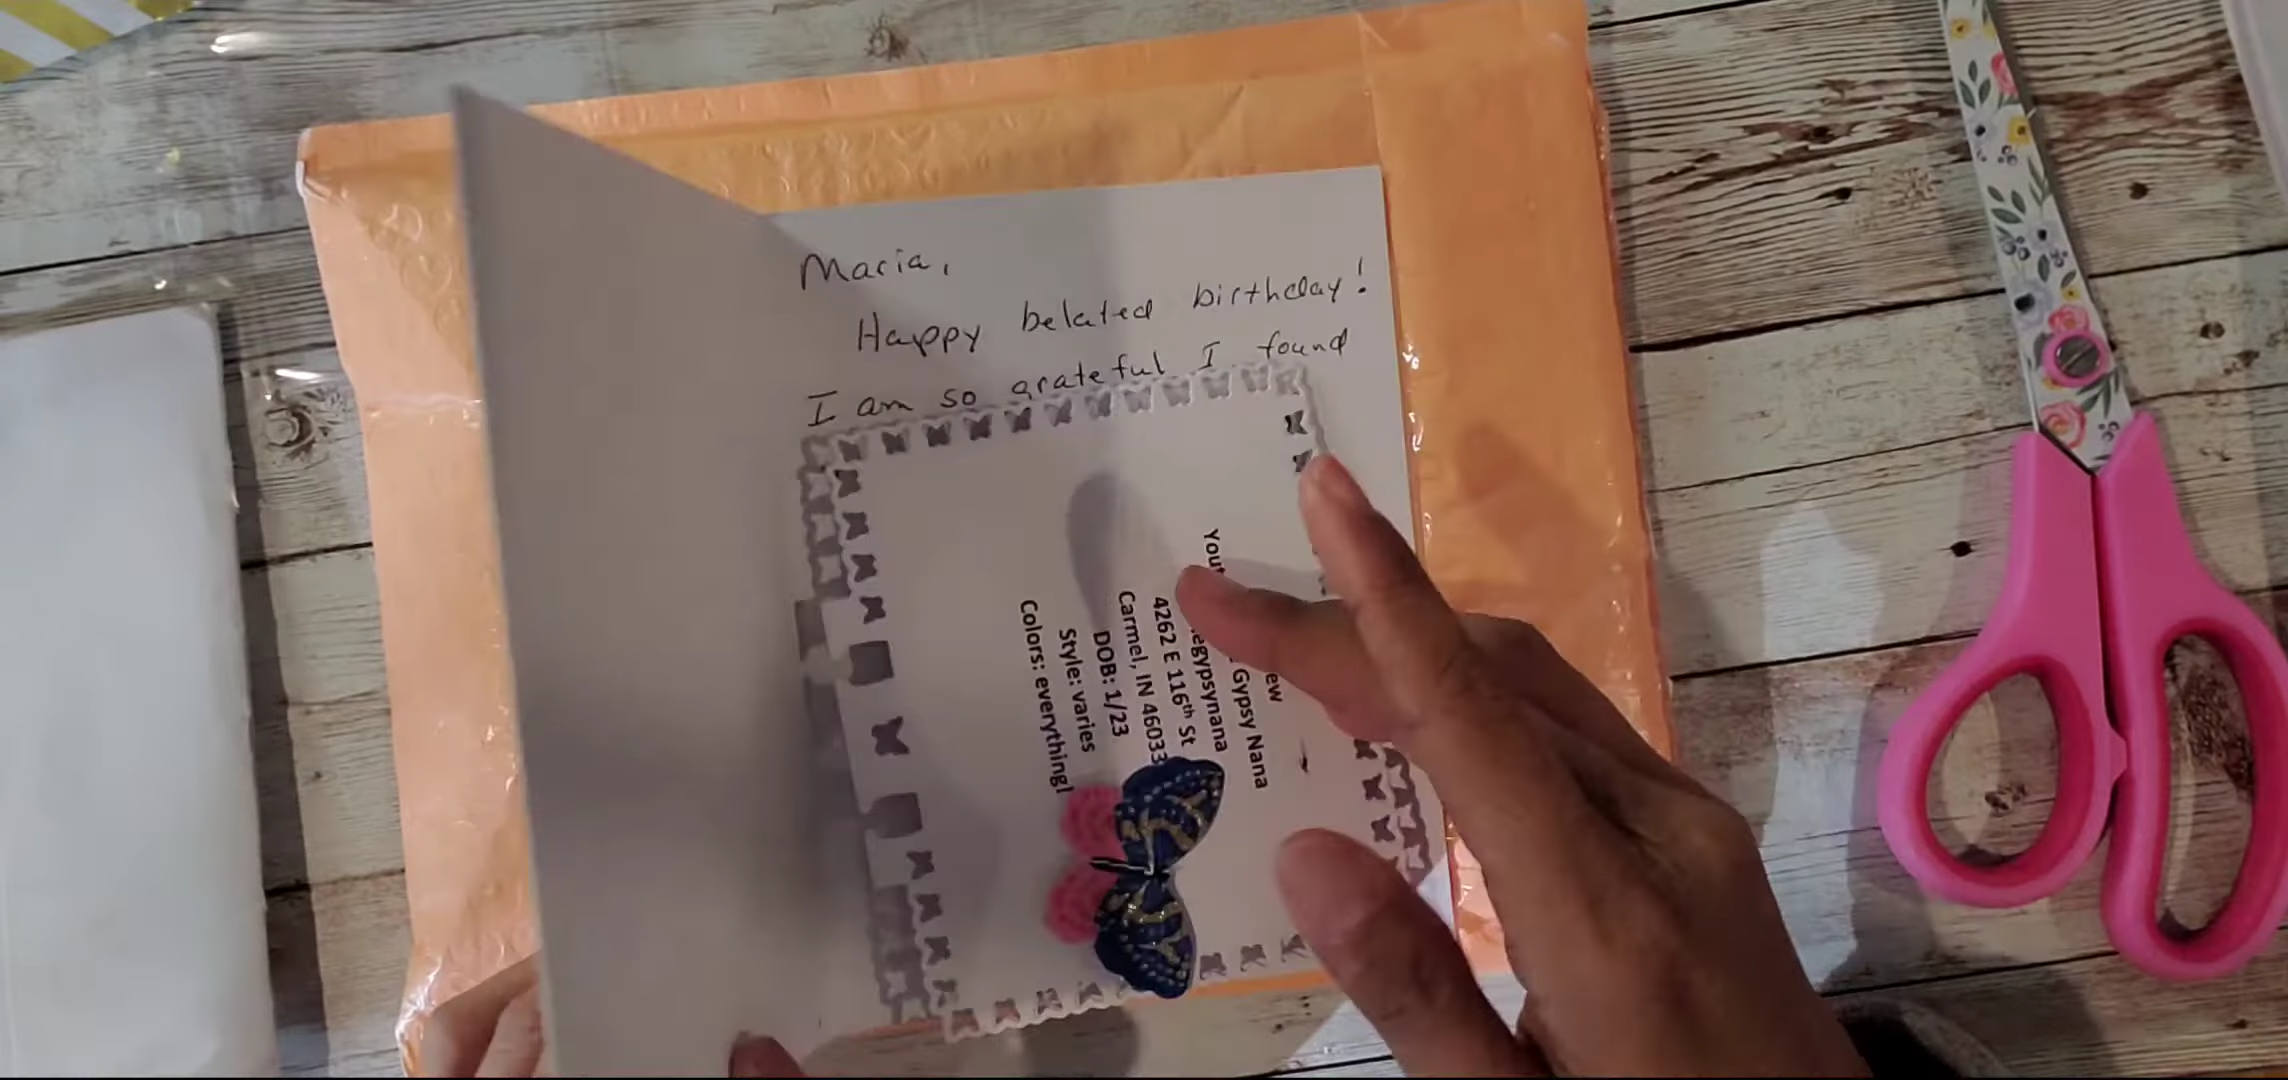 Maria,
Happy belated birthday!
I am so grateful I found
Gypsy Nana
4262 E 116th St
Carmel, IN 46033
DOB: 1/23
Style: varies
Colors: everything!